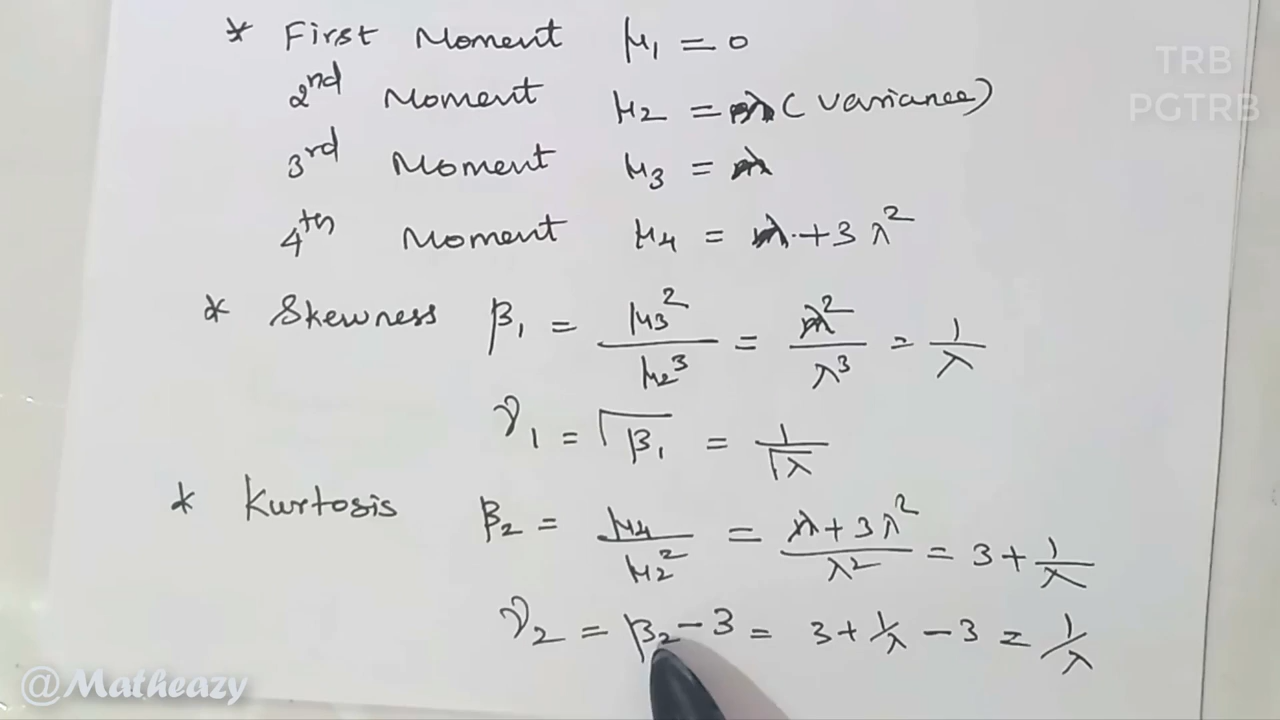 * First Moment μ₁ = 0
TRB
PGTRB
2nd Moment μ₂ = λ (variance)
3rd Moment μ₃ = λ
4th Moment μ₄ = λ + 3λ²
* Skewness β₁ = μ₃²/μ₂³ = λ²/λ³ = 1/λ
γ₁ = √β₁ = 1/√λ
* Kurtosis β₂ = μ₄/μ₂² = λ + 3λ²/λ² = 3 + 1/λ
γ₂ = β₂ - 3 = 3 + 1/λ - 3 = 1/λ
@Matheazy